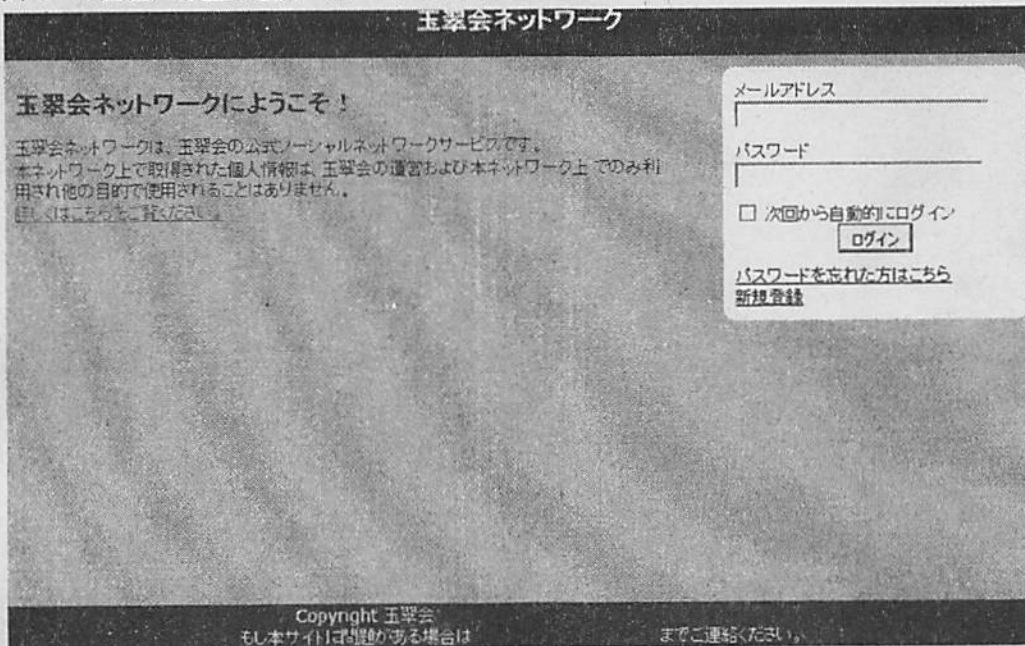 玉翠会ネットワーク
玉翠会ネットワークにようこそ！
玉翠会ネットワークは、玉翠会の公式ソーシャルネットワークサービスです。
本ネットワーク上で取得された個人情報は、玉翠会の運営および本ネットワーク上でのみ利
用され他の目的で使用されることはありません。
詳しくはこちらをご覧ください。
メールアドレス
パスワード
次回から自動的にログイン
ログイン
パスワードを忘れた方はこちら
新規登録
Copyright 玉翠会
もし本サイトに問題がある場合は までご連絡ください。